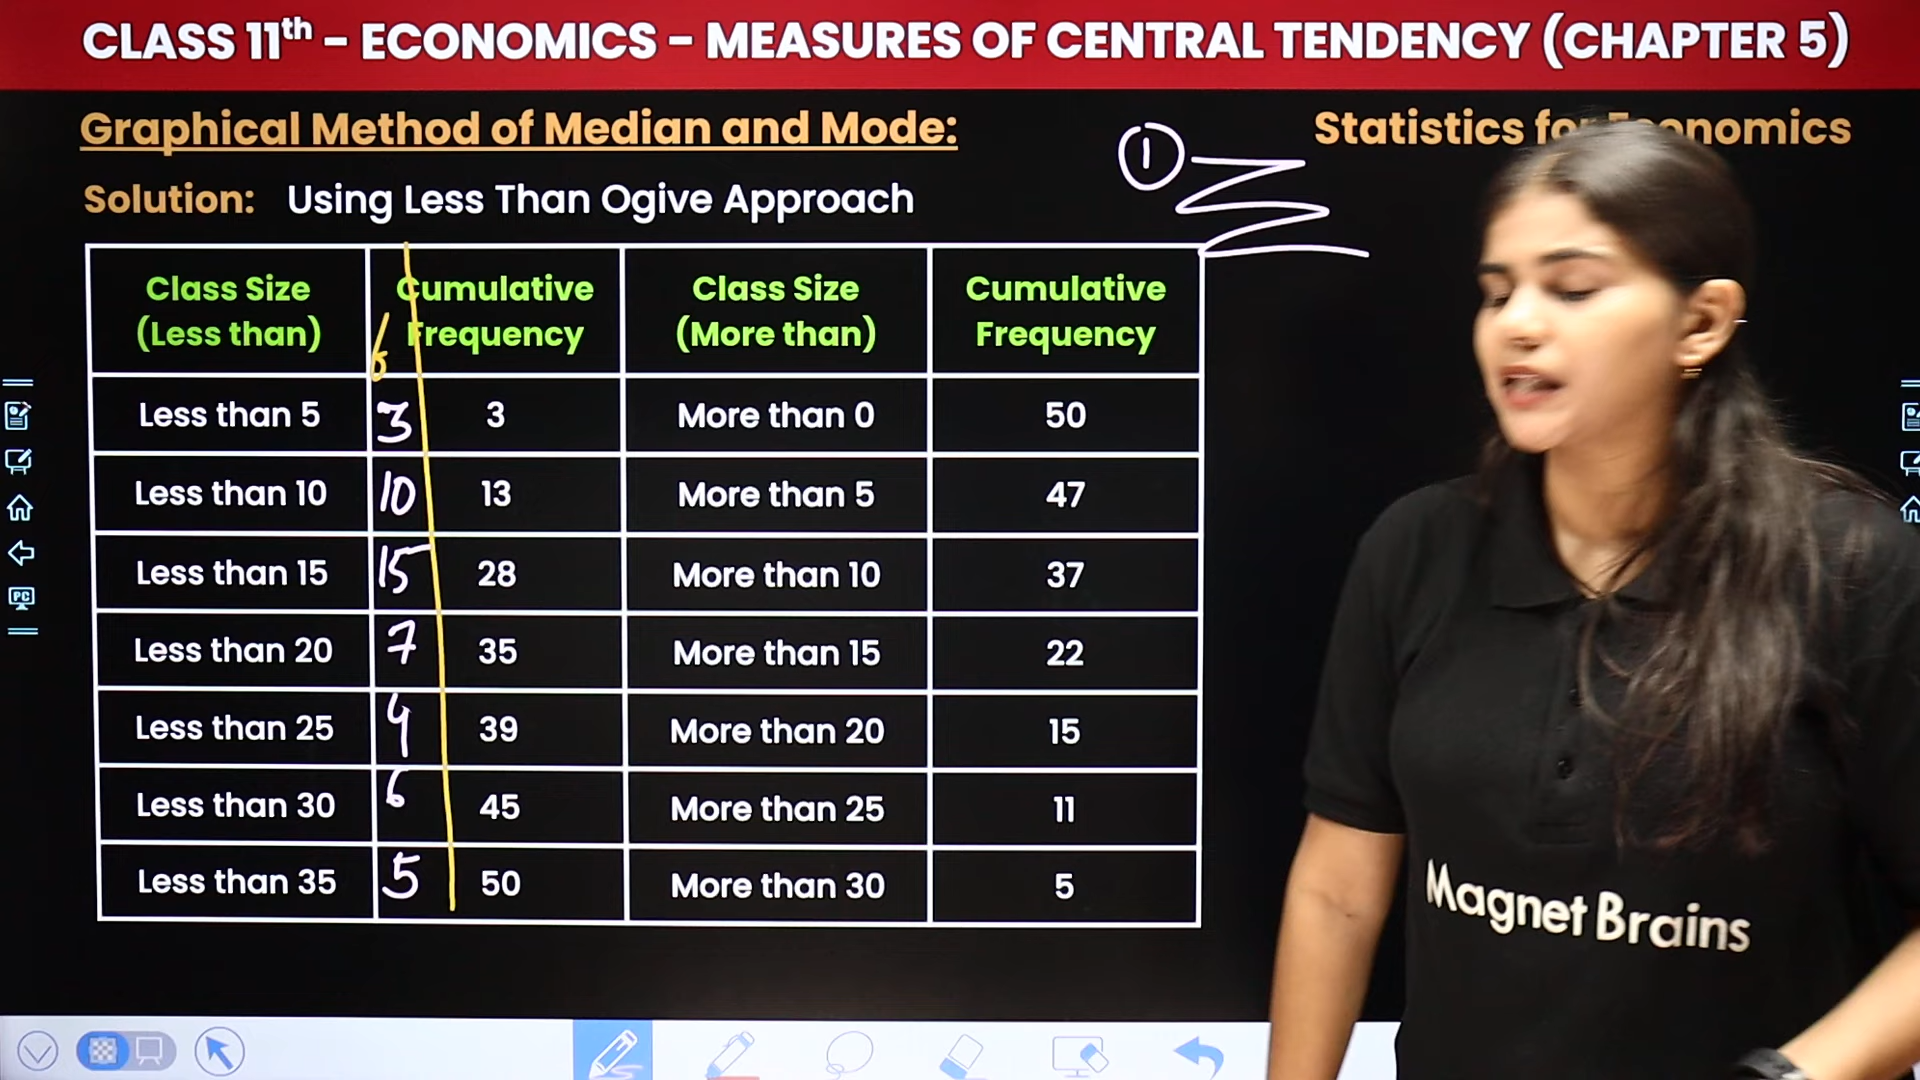 CLASS 11th - ECONOMICS - MEASURES OF CENTRAL TENDENCY (CHAPTER 5)
Graphical Method of Median and Mode:
Statistics for Economics
1
Solution: Using Less Than Ogive Approach
Class Size (Less than) f Cumulative Frequency Class Size (More than) Cumulative Frequency
Less than 5 3 3 More than 0 50
Less than 10 10 13 More than 5 47
Less than 15 15 28 More than 10 37
Less than 20 7 35 More than 15 22
Less than 25 4 39 More than 20 15
Less than 30 6 45 More than 25 11
Less than 35 5 50 More than 30 5
Magnet Brains
PC